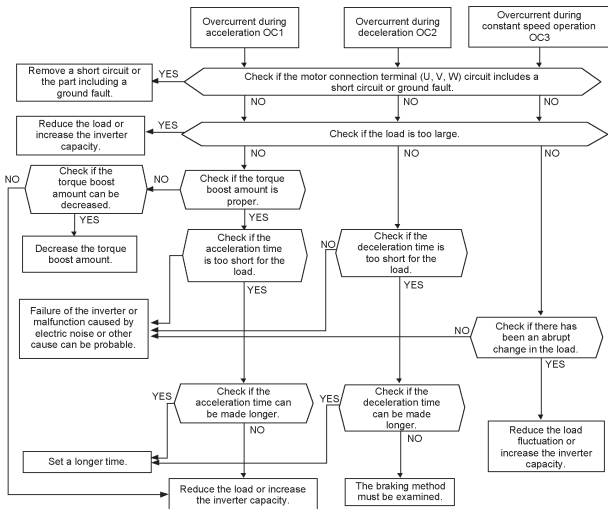 Overcurrent during
acceleration OC1
Overcurrent during
deceleration OC2
Overcurrent during
constant speed operation
OC3
Remove a short circuit or
the part including a
ground fault.
YES
Check if the motor connection terminal (U, V, W) circuit includes a
short circuit or ground fault.
NO
NO
NO
Reduce the load or
increase the inverter
capacity.
YES
Check if the load is too large.
NO
NO
NO
NO
Check if the
torque boost
amount can be
decreased.
NO
Check if the torque
boost amount is
proper.
YES
YES
Decrease the torque
boost amount.
Check if the
acceleration time
is too short for the
load.
NO
Check if the
deceleration time is
too short for the
load.
YES
YES
Failure of the inverter or
malfunction caused by
electric noise or other
cause can be probable.
NO
Check if there has
been an abrupt
change in the load.
YES
Check if the
acceleration time can
be made longer.
YES
Check if the
deceleration time
can be made
longer.
YES
NO
NO
Set a longer time.
Reduce the load
fluctuation or
increase the inverter
capacity.
Reduce the load or increase
the inverter capacity.
The braking method
must be examined.